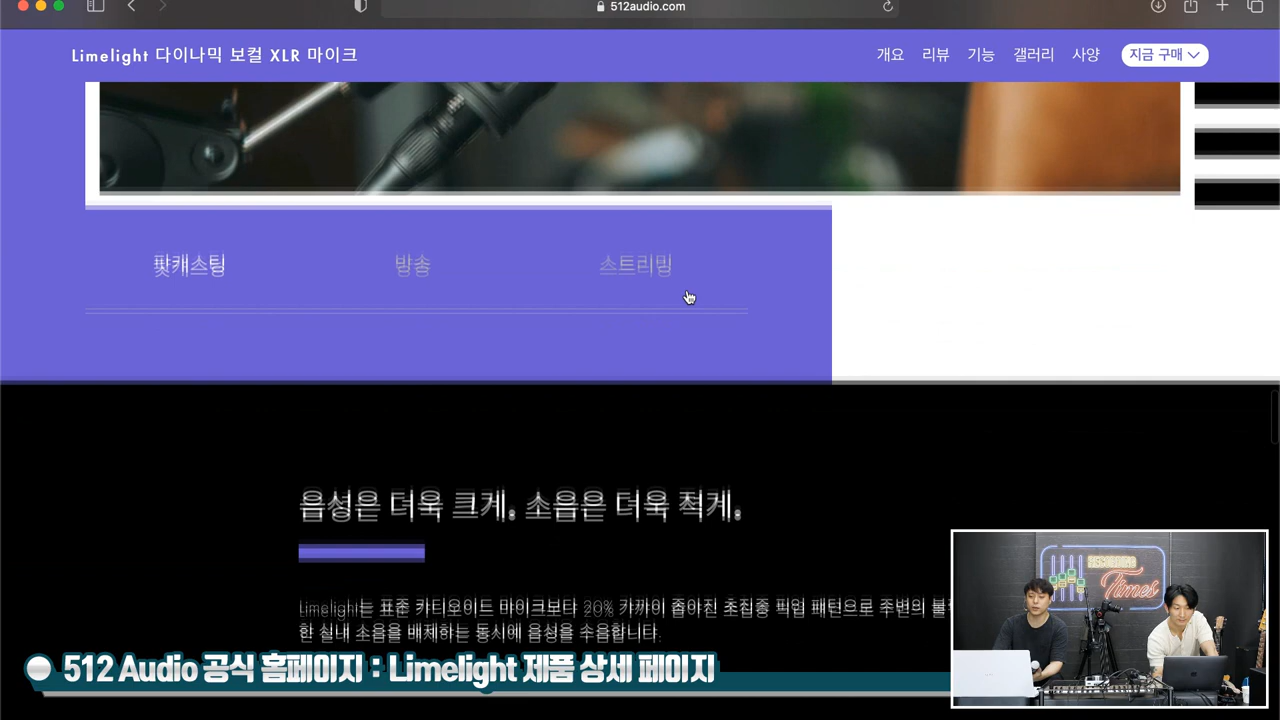 512audio.com
Limelight 다이나믹 보컬 XLR 마이크
개요 리뷰 기능 갤러리 사양 지금 구매
팟캐스팅 방송 스트리밍
음성은 더욱 크게. 소음은 더욱 적게.
Limelight는 표준 카디오이드 마이크보다 20% 가까이 좁아진 초집중 픽업 패턴으로 주변의
한 실내 소음을 배제하는 동시에 음성을 수음합니다.
512 Audio 공식 홈페이지 : Limelight 제품 상세 페이지
RECORDING
Times